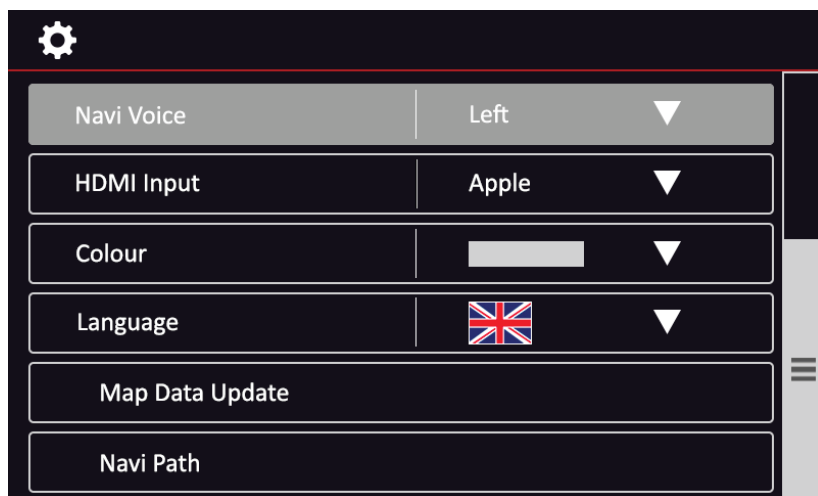 Navi Voice Left
HDMI Input Apple
Colour
Language
Map Data Update
Navi Path